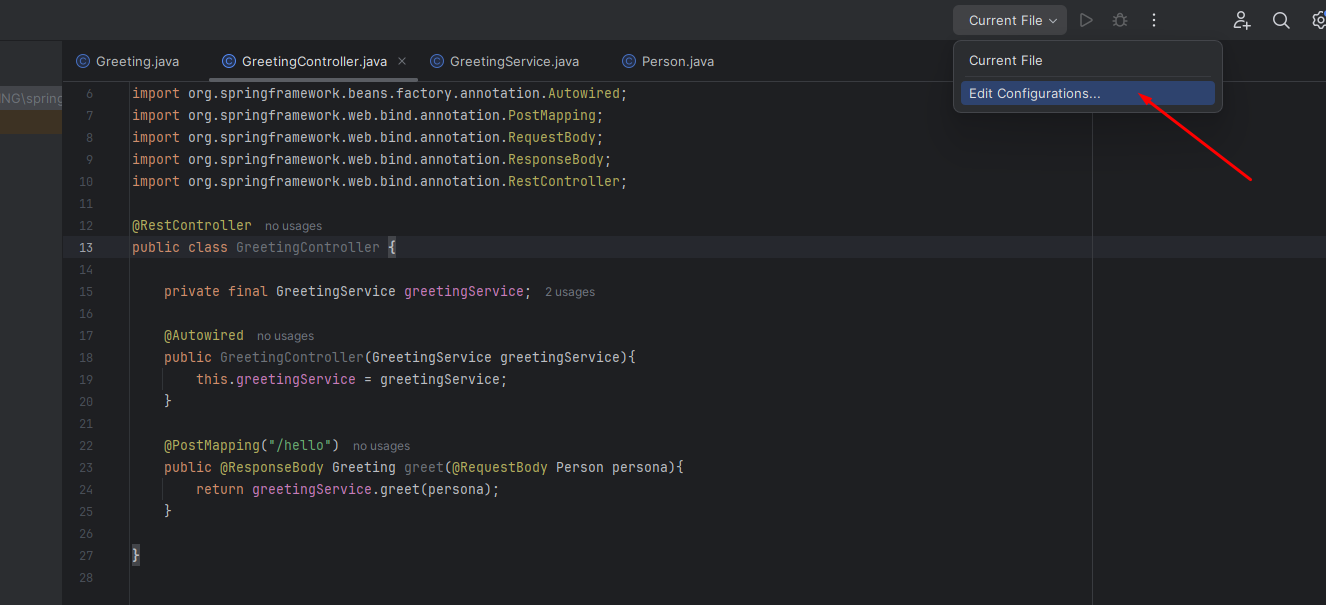 Current File
Greeting.java
GreetingController.java
GreetingService.java
Person.java
Current File
Edit Configurations...
NG\spring
6 import org.springframework.beans.factory.annotation.Autowired;
7 import org.springframework.web.bind.annotation.PostMapping;
8 import org.springframework.web.bind.annotation.RequestBody;
9 import org.springframework.web.bind.annotation.ResponseBody;
10 import org.springframework.web.bind.annotation.RestController;
11
12 @RestController no usages
13 public class GreetingController {
14
15 private final GreetingService greetingService; 2 usages
16
17 @Autowired no usages
18 public GreetingController(GreetingService greetingService){
19 this.greetingService = greetingService;
20 }
21
22 @PostMapping("/hello") no usages
23 public @ResponseBody Greeting greet(@RequestBody Person persona){
24 return greetingService.greet(persona);
25 }
26
27 }
28